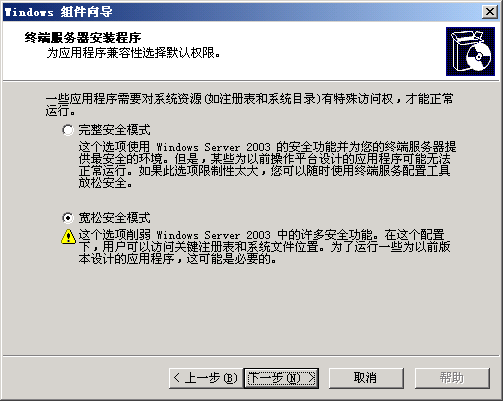 Windows 组件向导
终端服务器安装程序
为应用程序兼容性选择默认权限。
一些应用程序需要对系统资源(如注册表和系统目录)有特殊访问权，才能正常
运行。
完整安全模式
这个选项使用 Windows Server 2003 的安全功能并为您的终端服务器提
供最安全的环境。但是，某些为以前操作平台设计的应用程序可能无法
正常运行。如果此选项限制性太大，您可以随时使用终端服务配置工具
放松安全。
宽松安全模式
这个选项削弱 Windows Server 2003 中的许多安全功能。在这个配置
下，用户可以访问关键注册表和系统文件位置。为了运行一些为以前版
本设计的应用程序，这可能是必要的。
< 上一步(B) 下一步(N) > 取消 帮助